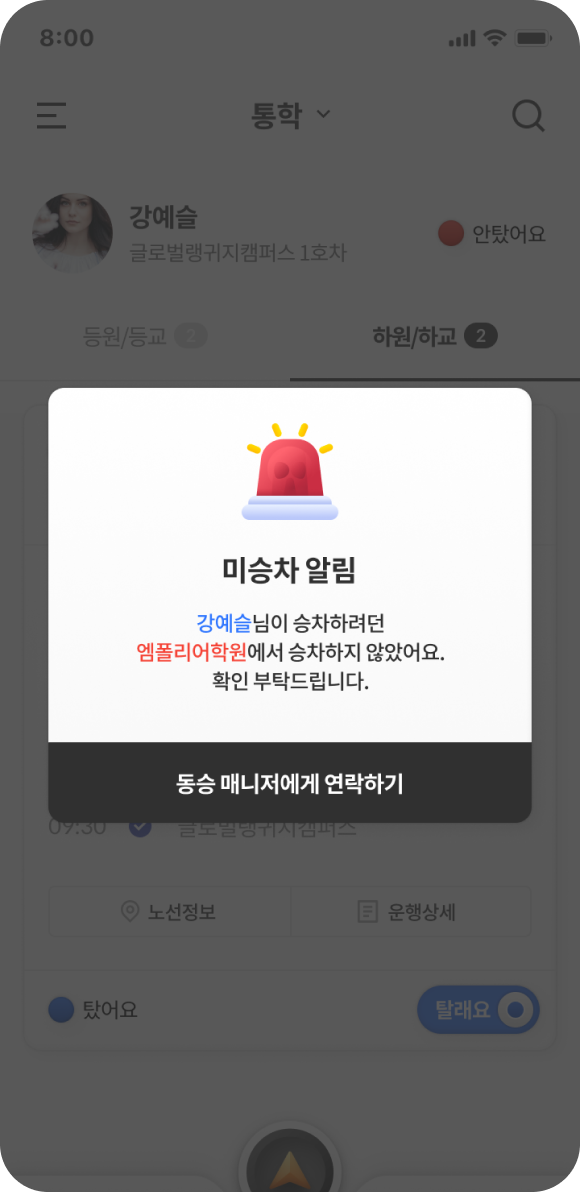 8:00
통학
강예슬
글로벌랭귀지캠퍼스 1호차
안탔어요
등원/등교 2
하원/하교 2
미승차 알림
강예슬님이 승차하려던
엠폴리어학원에서 승차하지 않았어요.
확인 부탁드립니다.
동승 매니저에게 연락하기
09:30 글로벌랭귀지캠퍼스
노선정보
운행상세
탔어요
탈래요